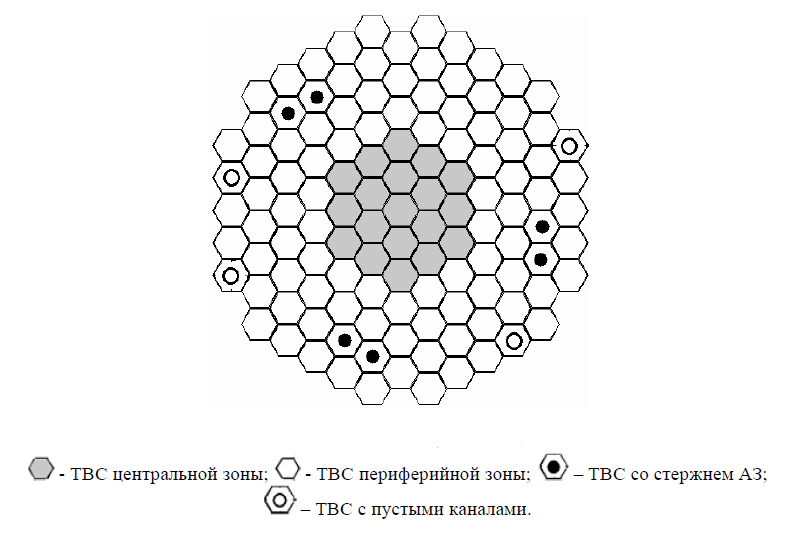 - ТВС центральной зоны; - ТВС периферийной зоны; – ТВС со стержнем АЗ;
– ТВС с пустыми каналами.